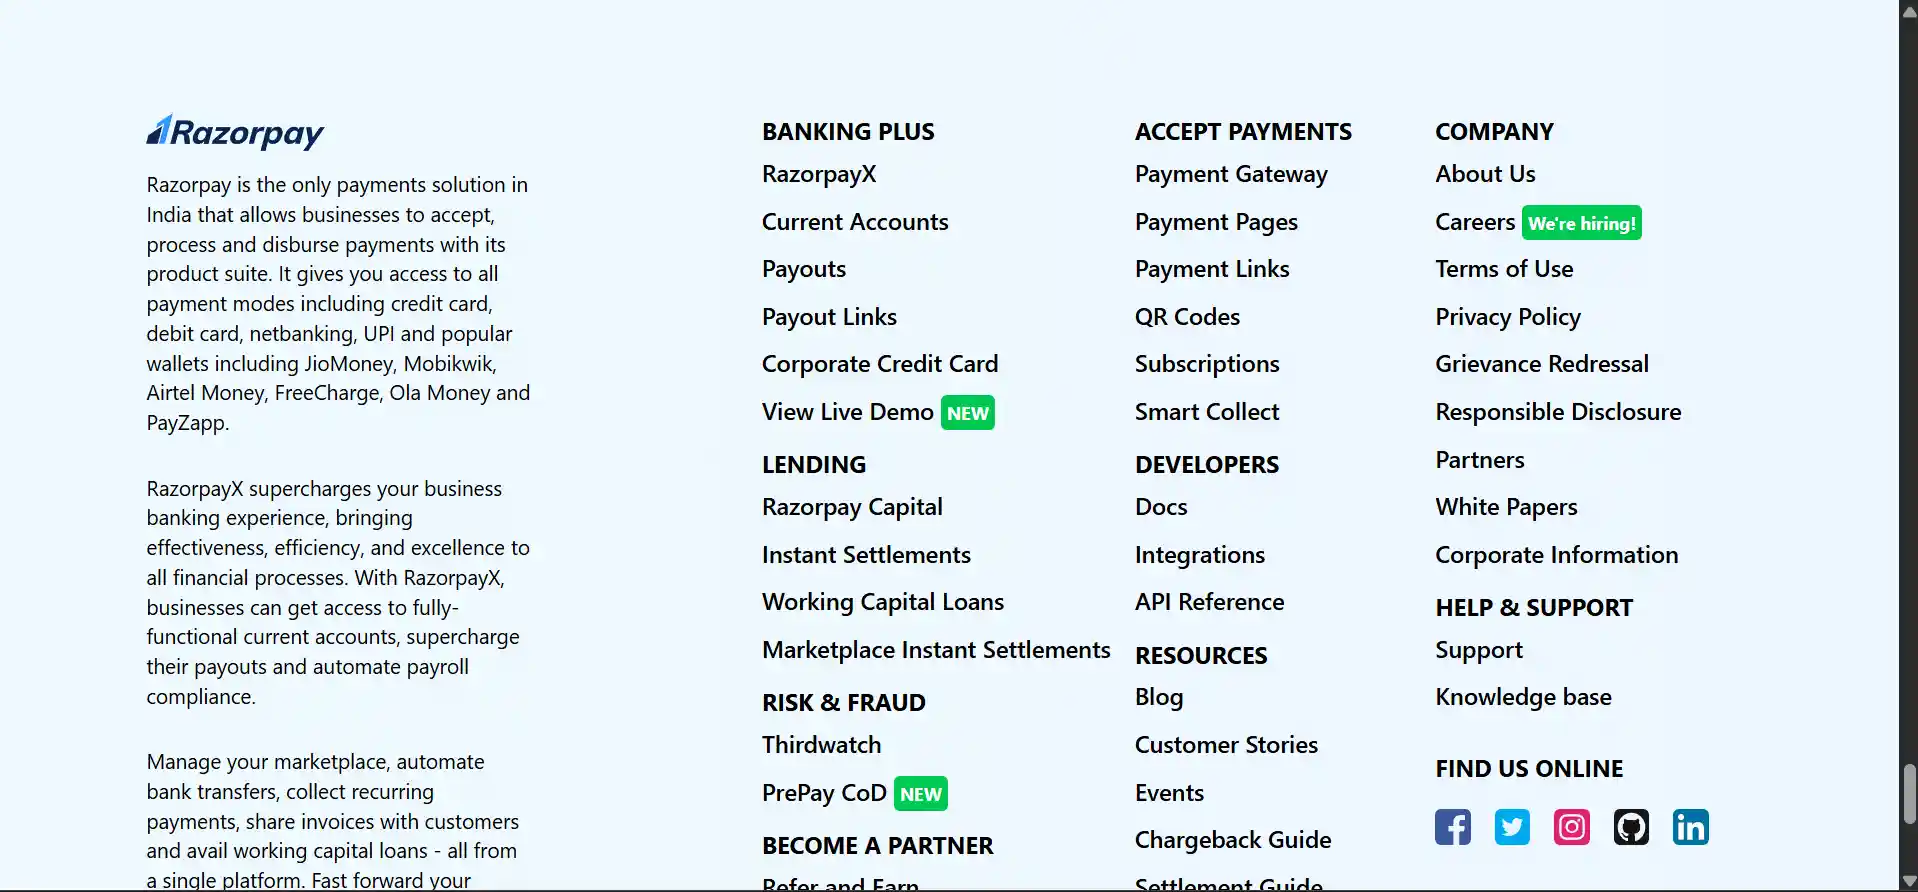 Razorpay
Razorpay is the only payments solution in
India that allows businesses to accept,
process and disburse payments with its
product suite. It gives you access to all
payment modes including credit card,
debit card, netbanking, UPI and popular
wallets including JioMoney, Mobikwik,
Airtel Money, FreeCharge, Ola Money and
PayZapp.
RazorpayX supercharges your business
banking experience, bringing
effectiveness, efficiency, and excellence to
all financial processes. With RazorpayX,
businesses can get access to fully-
functional current accounts, supercharge
their payouts and automate payroll
compliance.
Manage your marketplace, automate
bank transfers, collect recurring
payments, share invoices with customers
and avail working capital loans - all from
a single platform. Fast forward your
BANKING PLUS
RazorpayX
Current Accounts
Payouts
Payout Links
Corporate Credit Card
View Live Demo NEW
LENDING
Razorpay Capital
Instant Settlements
Working Capital Loans
Marketplace Instant Settlements
RISK & FRAUD
Thirdwatch
PrePay CoD NEW
BECOME A PARTNER
Refer and Earn
ACCEPT PAYMENTS
Payment Gateway
Payment Pages
Payment Links
QR Codes
Subscriptions
Smart Collect
DEVELOPERS
Docs
Integrations
API Reference
RESOURCES
Blog
Customer Stories
Events
Chargeback Guide
Settlement Guide
COMPANY
About Us
Careers We're hiring!
Terms of Use
Privacy Policy
Grievance Redressal
Responsible Disclosure
Partners
White Papers
Corporate Information
HELP & SUPPORT
Support
Knowledge base
FIND US ONLINE